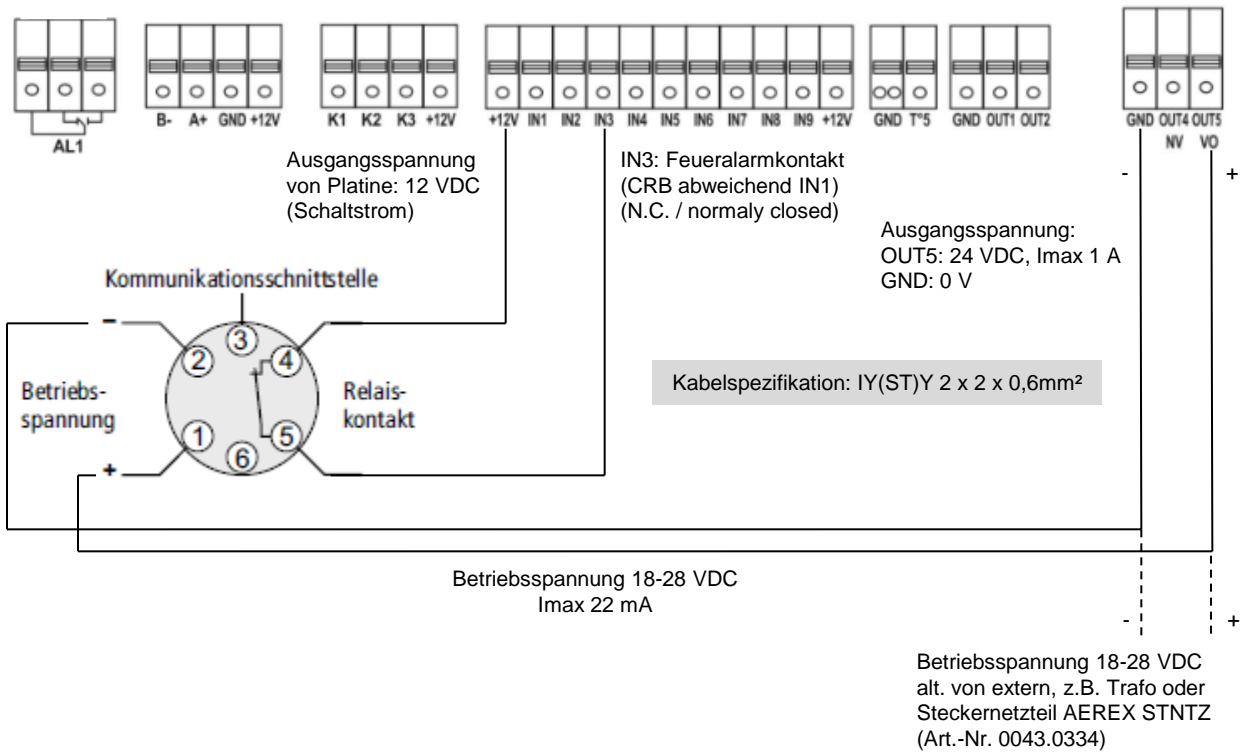 AL1
B- A+ GND +12V
K1 K2 K3 +12V
+12V IN1 IN2 IN3 IN4 IN5 IN6 IN7 IN8 IN9 +12V
GND T°5
GND OUT1 OUT2
GND OUT4 OUT5
NV VO
- +
Ausgangsspannung
von Platine: 12 VDC
(Schaltstrom)
IN3: Feueralarmkontakt
(CRB abweichend IN1)
(N.C. / normaly closed)
Ausgangsspannung:
OUT5: 24 VDC, Imax 1 A
GND: 0 V
Kommunikationsschnittstelle
–
3
2
4
Betriebs-
spannung
Relais-
kontakt
1
5
6
+
Kabelspezifikation: IY(ST)Y 2 x 2 x 0,6mm²
Betriebsspannung 18-28 VDC
Imax 22 mA
- +
Betriebsspannung 18-28 VDC
alt. von extern, z.B. Trafo oder
Steckernetzteil AEREX STNTZ
(Art.-Nr. 0043.0334)